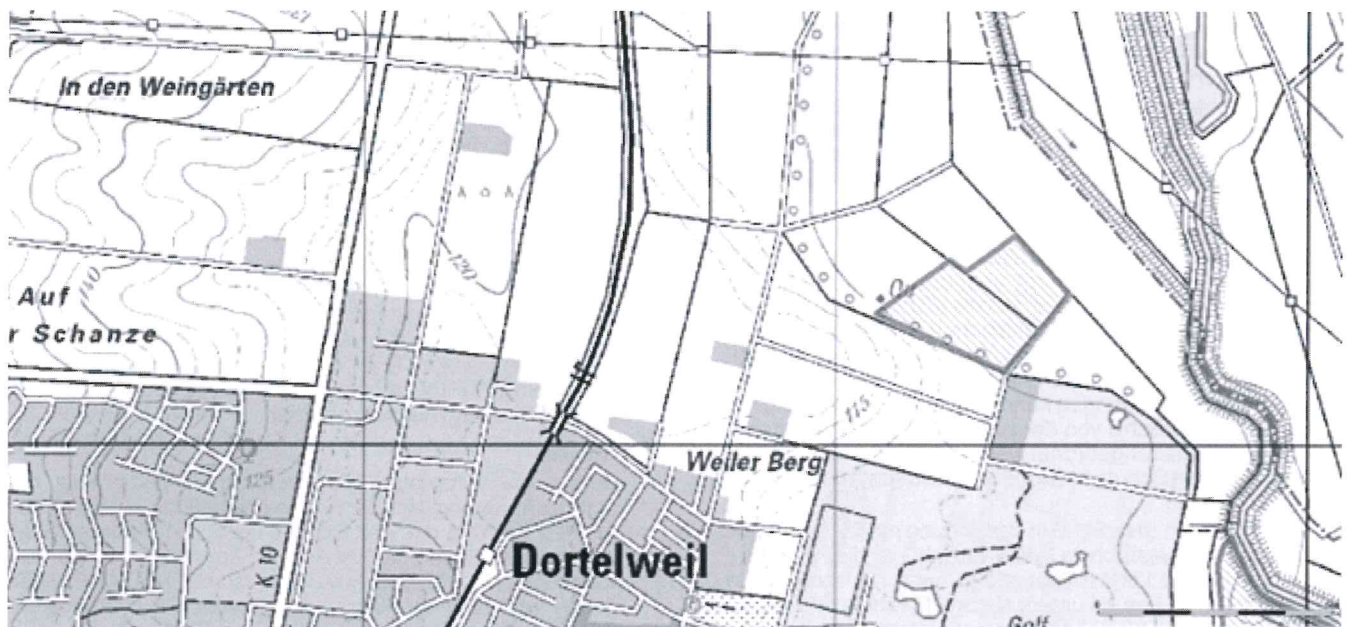 In den Weingärten
120
140
Auf
r Schanze
115
Weiler Berg
125
K 10
Dortelweil
Golf